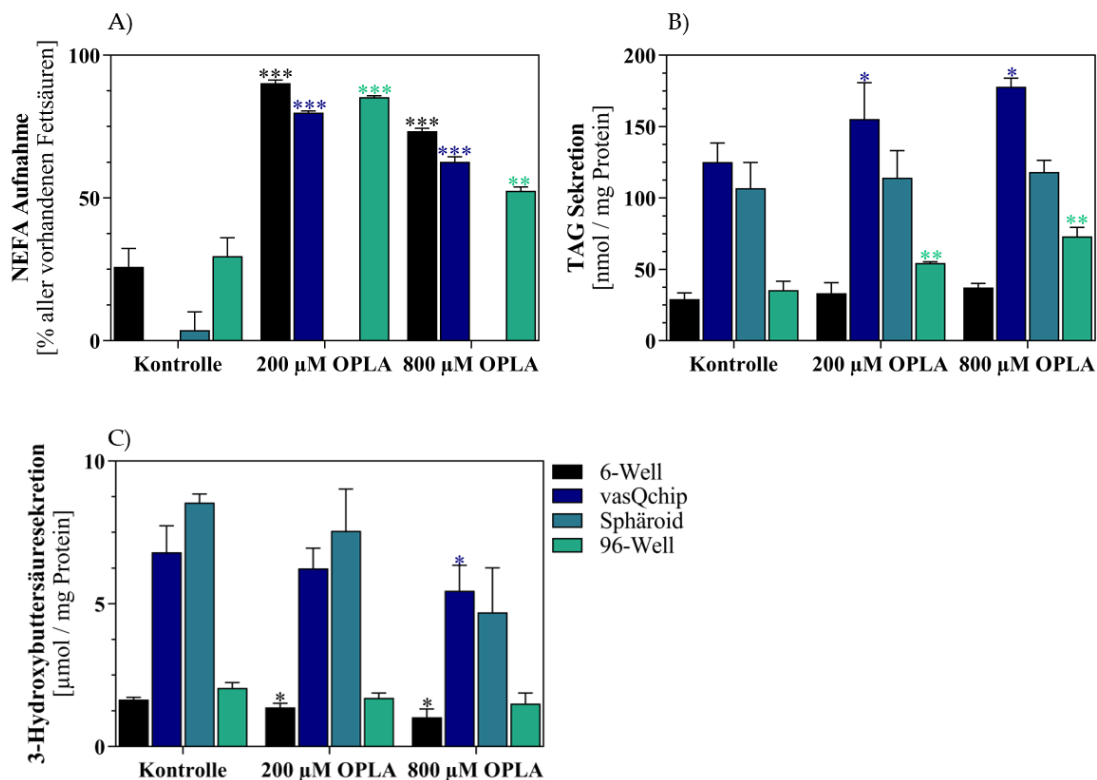 A)
NEFA Aufnahme
[% aller vorhandenen Fettsäuren]
100
50
0
***
***
***
***
***
**
Kontrolle
200 µM OPLA
800 µM OPLA
B)
TAG Sekretion
[nmol / mg Protein]
200
150
100
50
0
*
**
*
**
Kontrolle
200 µM OPLA
800 µM OPLA
C)
3-Hydroxybuttersäuresekretion
[µmol / mg Protein]
10
5
0
*
*
*
Kontrolle
200 µM OPLA
800 µM OPLA
6-Well
vasQchip
Sphäroid
96-Well